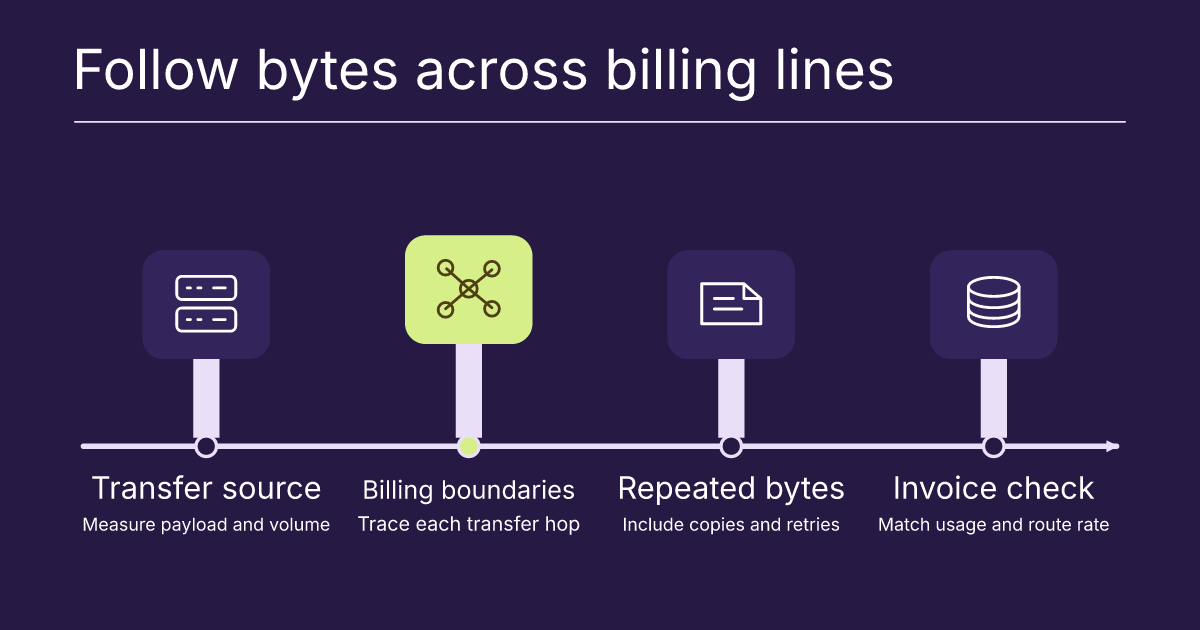 Follow bytes across billing lines
Transfer source
Measure payload and volume
Billing boundaries
Trace each transfer hop
Repeated bytes
Include copies and retries
Invoice check
Match usage and route rate